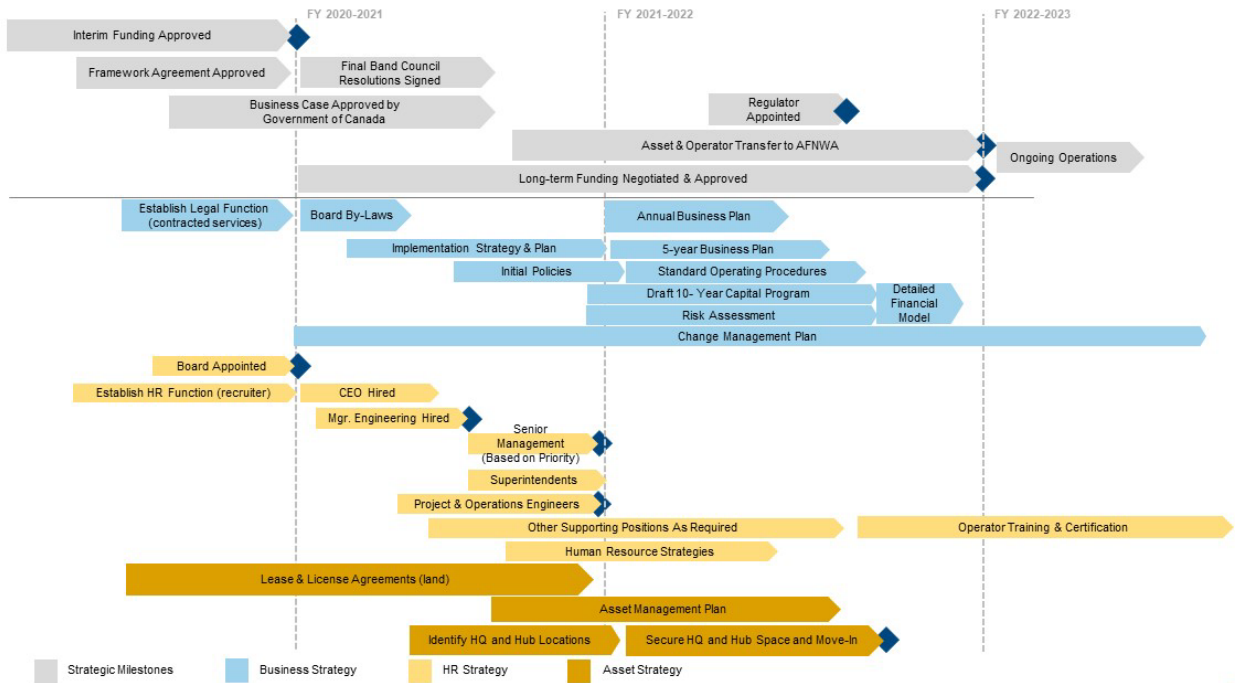 FY 2020-2021
FY 2021-2022
FY 2022-2023
Interim Funding Approved
Framework Agreement Approved
Final Band Council
Resolutions Signed
Business Case Approved by
Government of Canada
Regulator
Appointed
Asset & Operator Transfer to AFNWA
Ongoing Operations
Long-term Funding Negotiated & Approved
Establish Legal Function
(contracted services)
Board By-Laws
Annual Business Plan
Implementation Strategy & Plan
5-year Business Plan
Initial Policies
Standard Operating Procedures
Draft 10- Year Capital Program
Detailed
Financial
Model
Risk Assessment
Change Management Plan
Board Appointed
Establish HR Function (recruiter)
CEO Hired
Mgr. Engineering Hired
Senior
Management
(Based on Priority)
Superintendents
Project & Operations Engineers
Other Supporting Positions As Required
Operator Training & Certification
Human Resource Strategies
Lease & License Agreements (land)
Asset Management Plan
Identify HQ and Hub Locations
Secure HQ and Hub Space and Move-In
Strategic Milestones
Business Strategy
HR Strategy
Asset Strategy